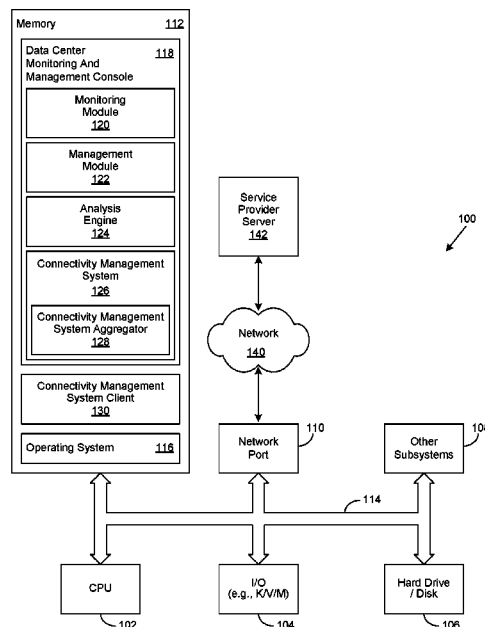 Memory 112
Data Center 118
Monitoring And
Management Console
Monitoring
Module
120
Management
Module
122
Analysis
Engine
124
Connectivity Management
System
126
Connectivity Management
System Aggregator
128
Connectivity Management
System Client
130
Operating System 116
Service
Provider
Server
142
100
Network
140
Network
Port
110
Other
Subsystems
108
114
CPU
102
I/O
(e.g., K/V/M)
104
Hard Drive
/ Disk
106